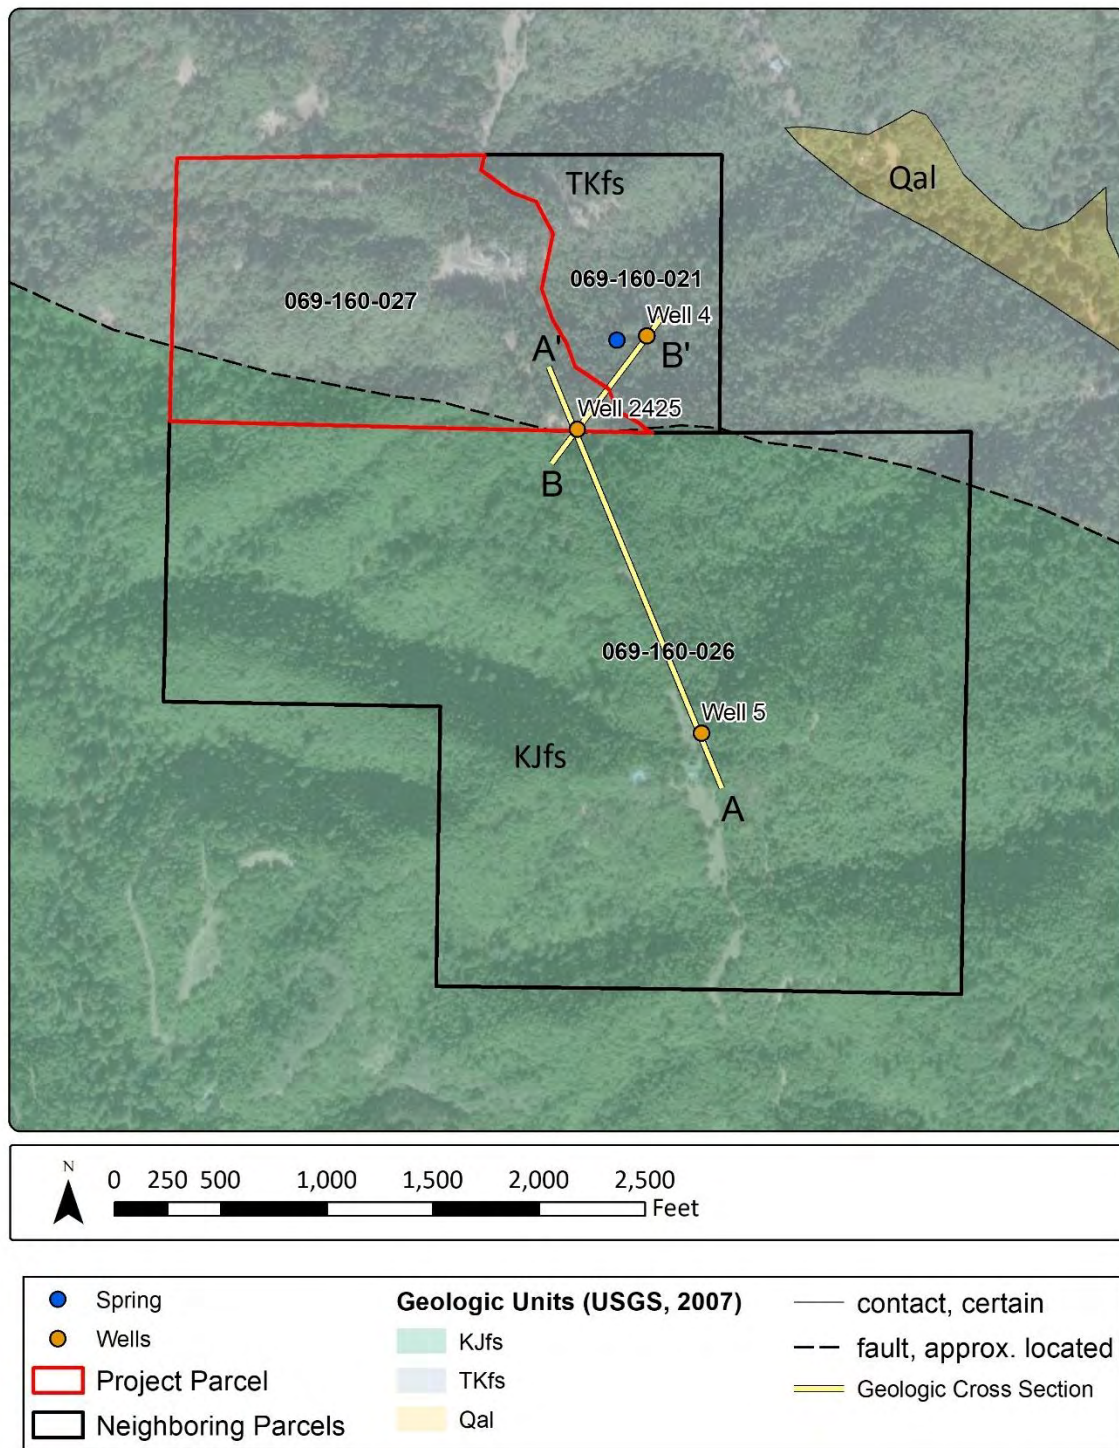 TKfs
Qal
069-160-021
069-160-027
Well 4
A'
B'
Well 2425
B
069-160-026
Well 5
KJfs
A
N
0 250 500 1,000 1,500 2,000 2,500
Feet
Spring
Wells
Project Parcel
Neighboring Parcels
Geologic Units (USGS, 2007)
KJfs
TKfs
Qal
contact, certain
fault, approx. located
Geologic Cross Section